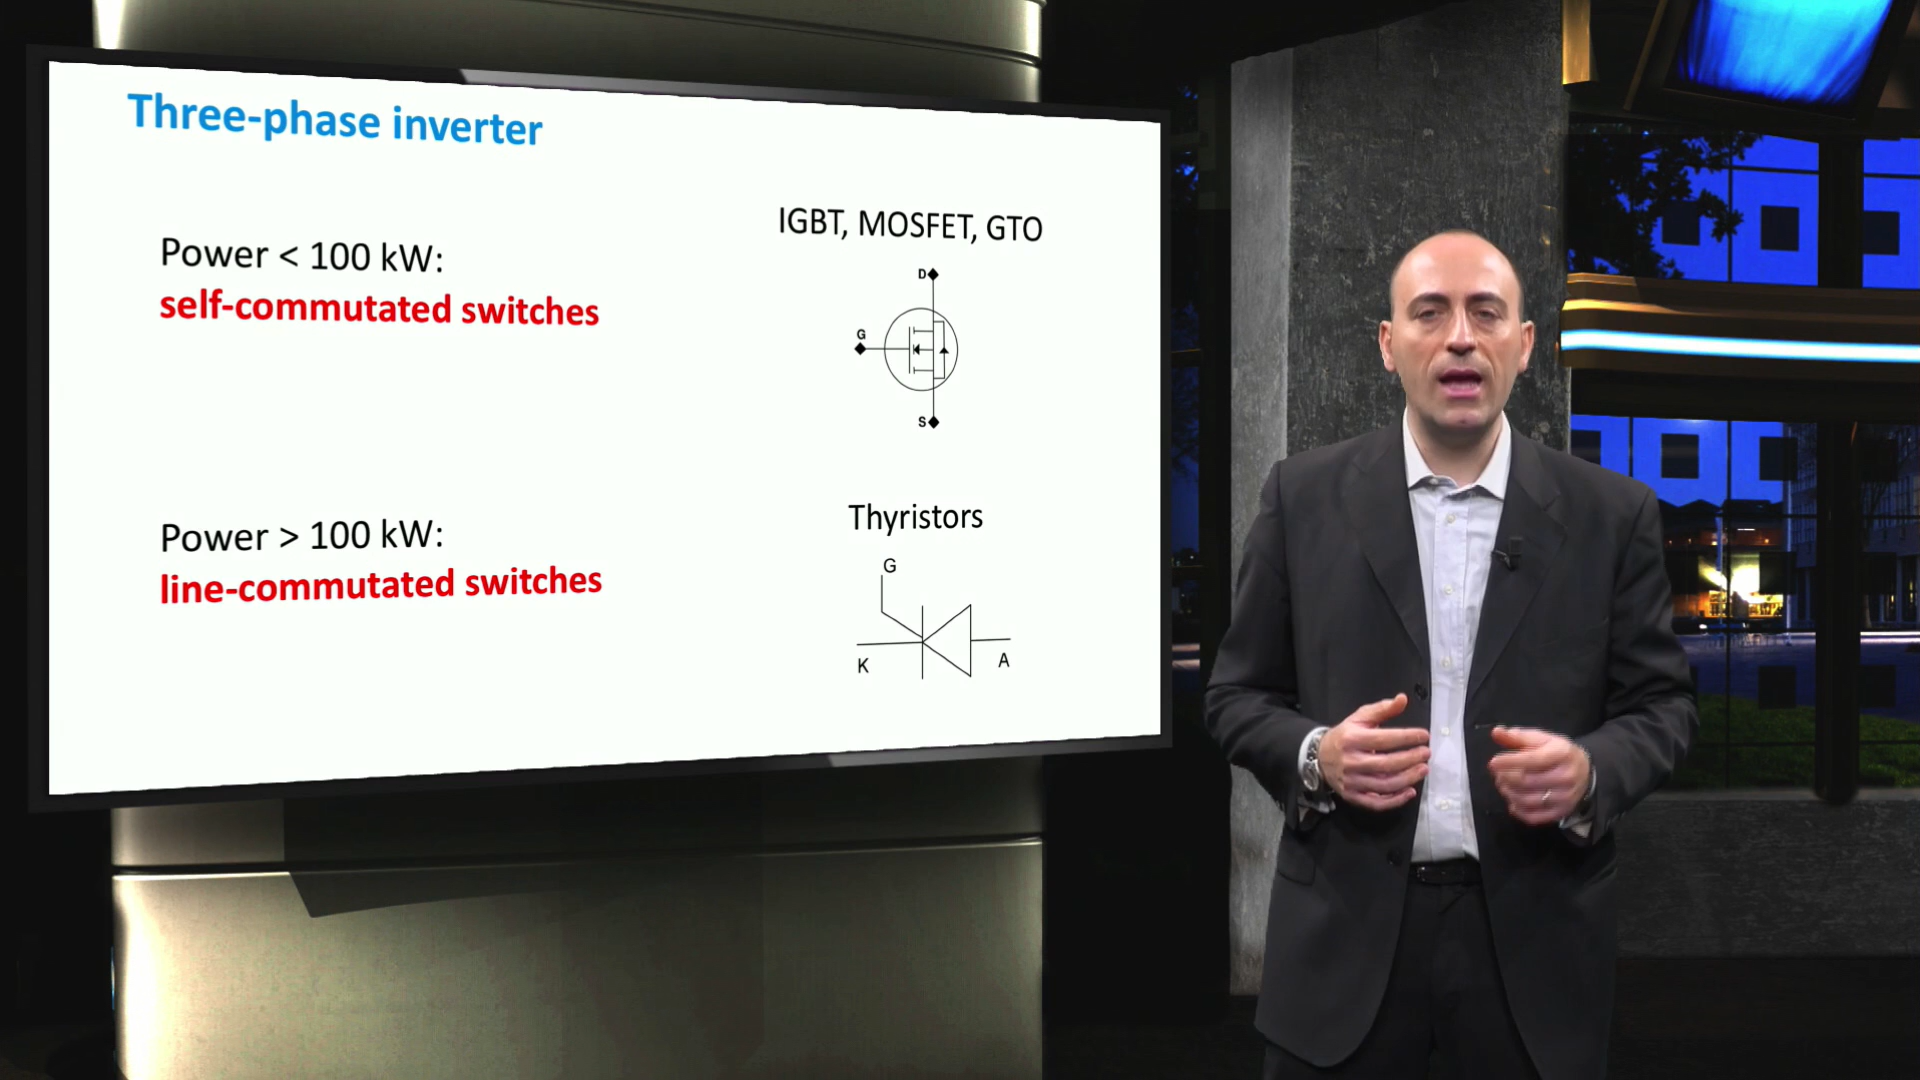 Three-phase inverter
Power < 100 kW:
self-commutated switches
IGBT, MOSFET, GTO
D
G
S
Power > 100 kW:
line-commutated switches
Thyristors
G
K
A